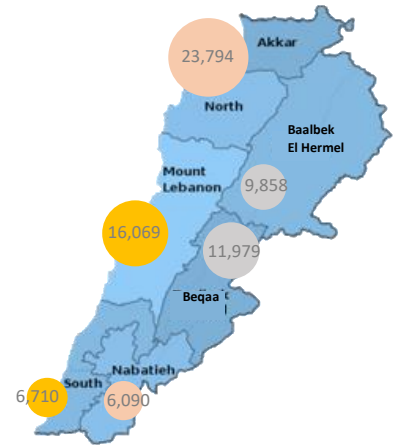 Akkar
23,794
North
Baalbek
El Hermel
Mount
Lebanon
9,858
16,069
11,979
Beqaa
Nabatieh
South
6,710
6,090